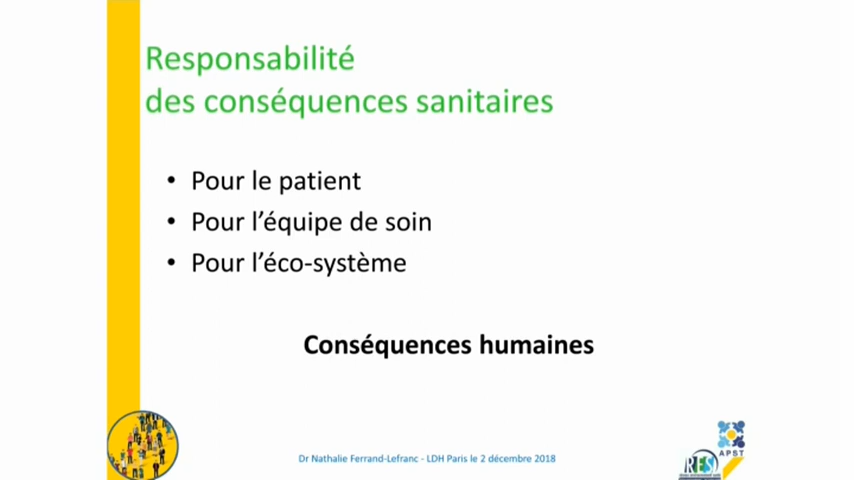 Responsabilité
des conséquences sanitaires
• Pour le patient
• Pour l’équipe de soin
• Pour l’éco-système
Conséquences humaines
Dr Nathalie Ferrand-Lefranc - LDH Paris le 2 décembre 2018
APST
RES